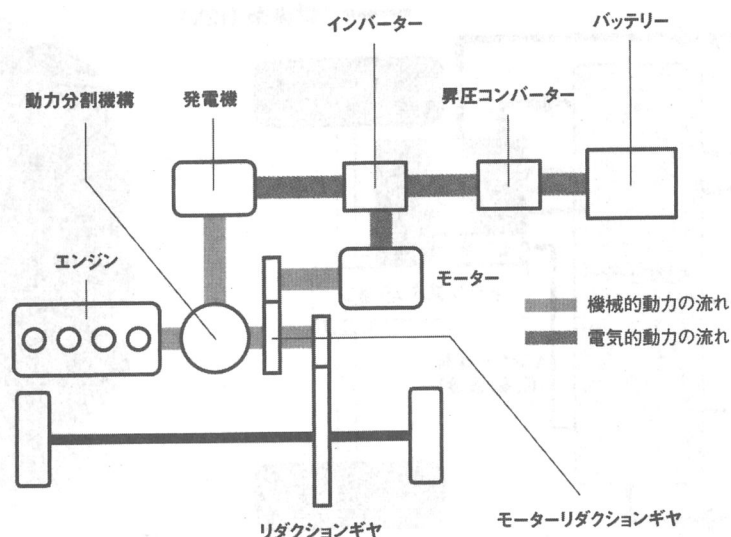 インバーター
バッテリー
動力分割機構
発電機
昇圧コンバーター
エンジン
モーター
機械的動力の流れ
電気的動力の流れ
リダクションギヤ
モーターリダクションギヤ